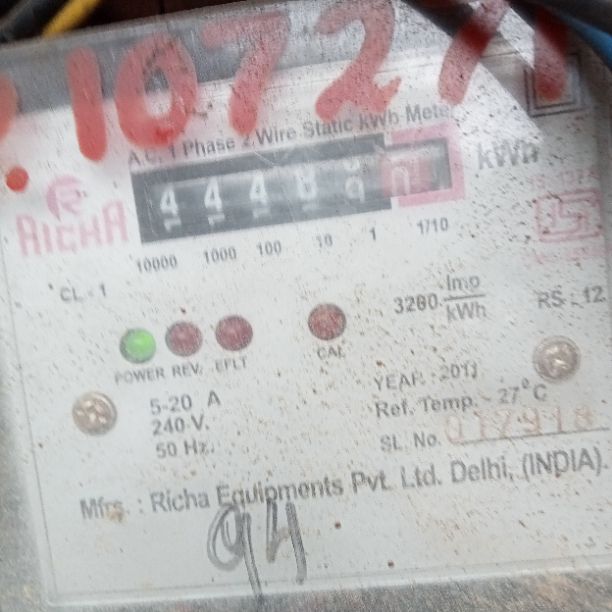 107271
A.C. 1 Phase 2 Wire Static kWh Meter
kWh
RICHA
10000 1000 100 10 1 1/10
CL - 1
3200 Imp/kWh
RS - 12
POWER REV. EFLT
CAL
5-20 A
240 V.
50 Hz.
YEAR - 2011
Ref. Temp. - 27°C
SL. No. 017918
Mfrs. : Richa Equipments Pvt. Ltd. Delhi, (INDIA)